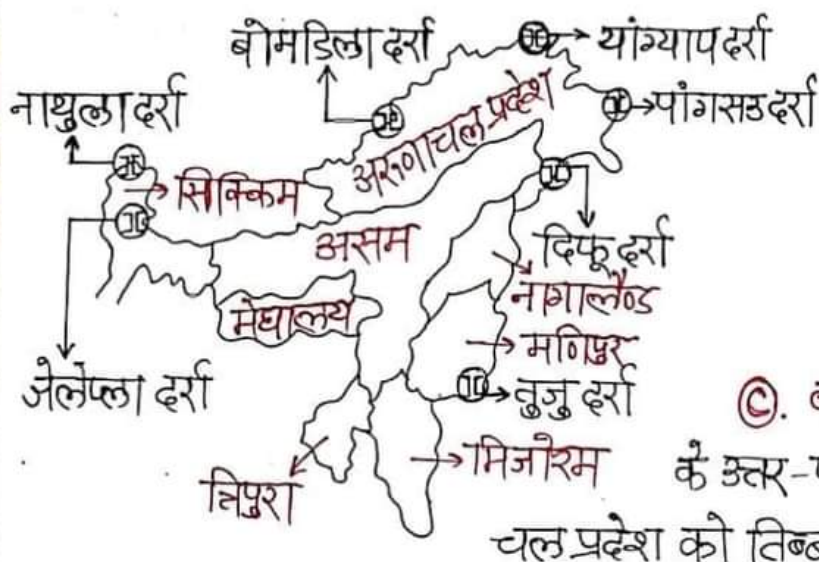 बोमडिला दर्रा
यांग्याप दर्रा
नाथुला दर्रा
पांगसउ दर्रा
अरुणाचल प्रदेश
सिक्किम
असम
दिफू दर्रा
नागालैण्ड
मेघालय
मणिपुर
जेलेप्ला दर्रा
तुजु दर्रा
मिजोरम
त्रिपुरा
©.
के उत्तर-
चल प्रदेश को